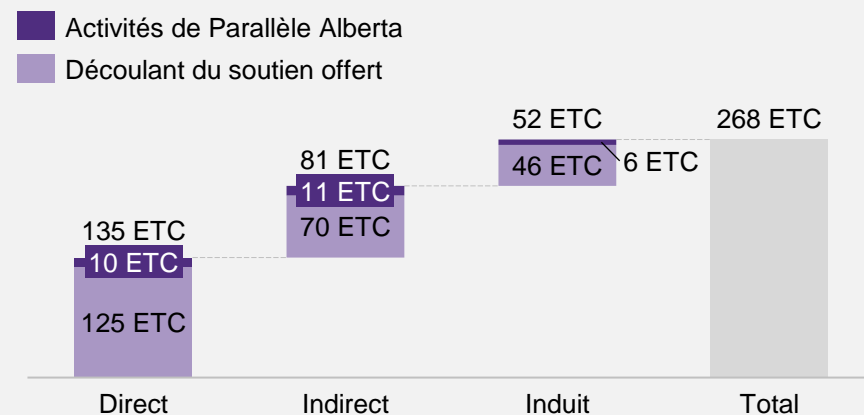 Activités de Parallèle Alberta
Découlant du soutien offert
52 ETC
268 ETC
81 ETC
46 ETC
6 ETC
11 ETC
70 ETC
135 ETC
10 ETC
125 ETC
Direct
Indirect
Induit
Total